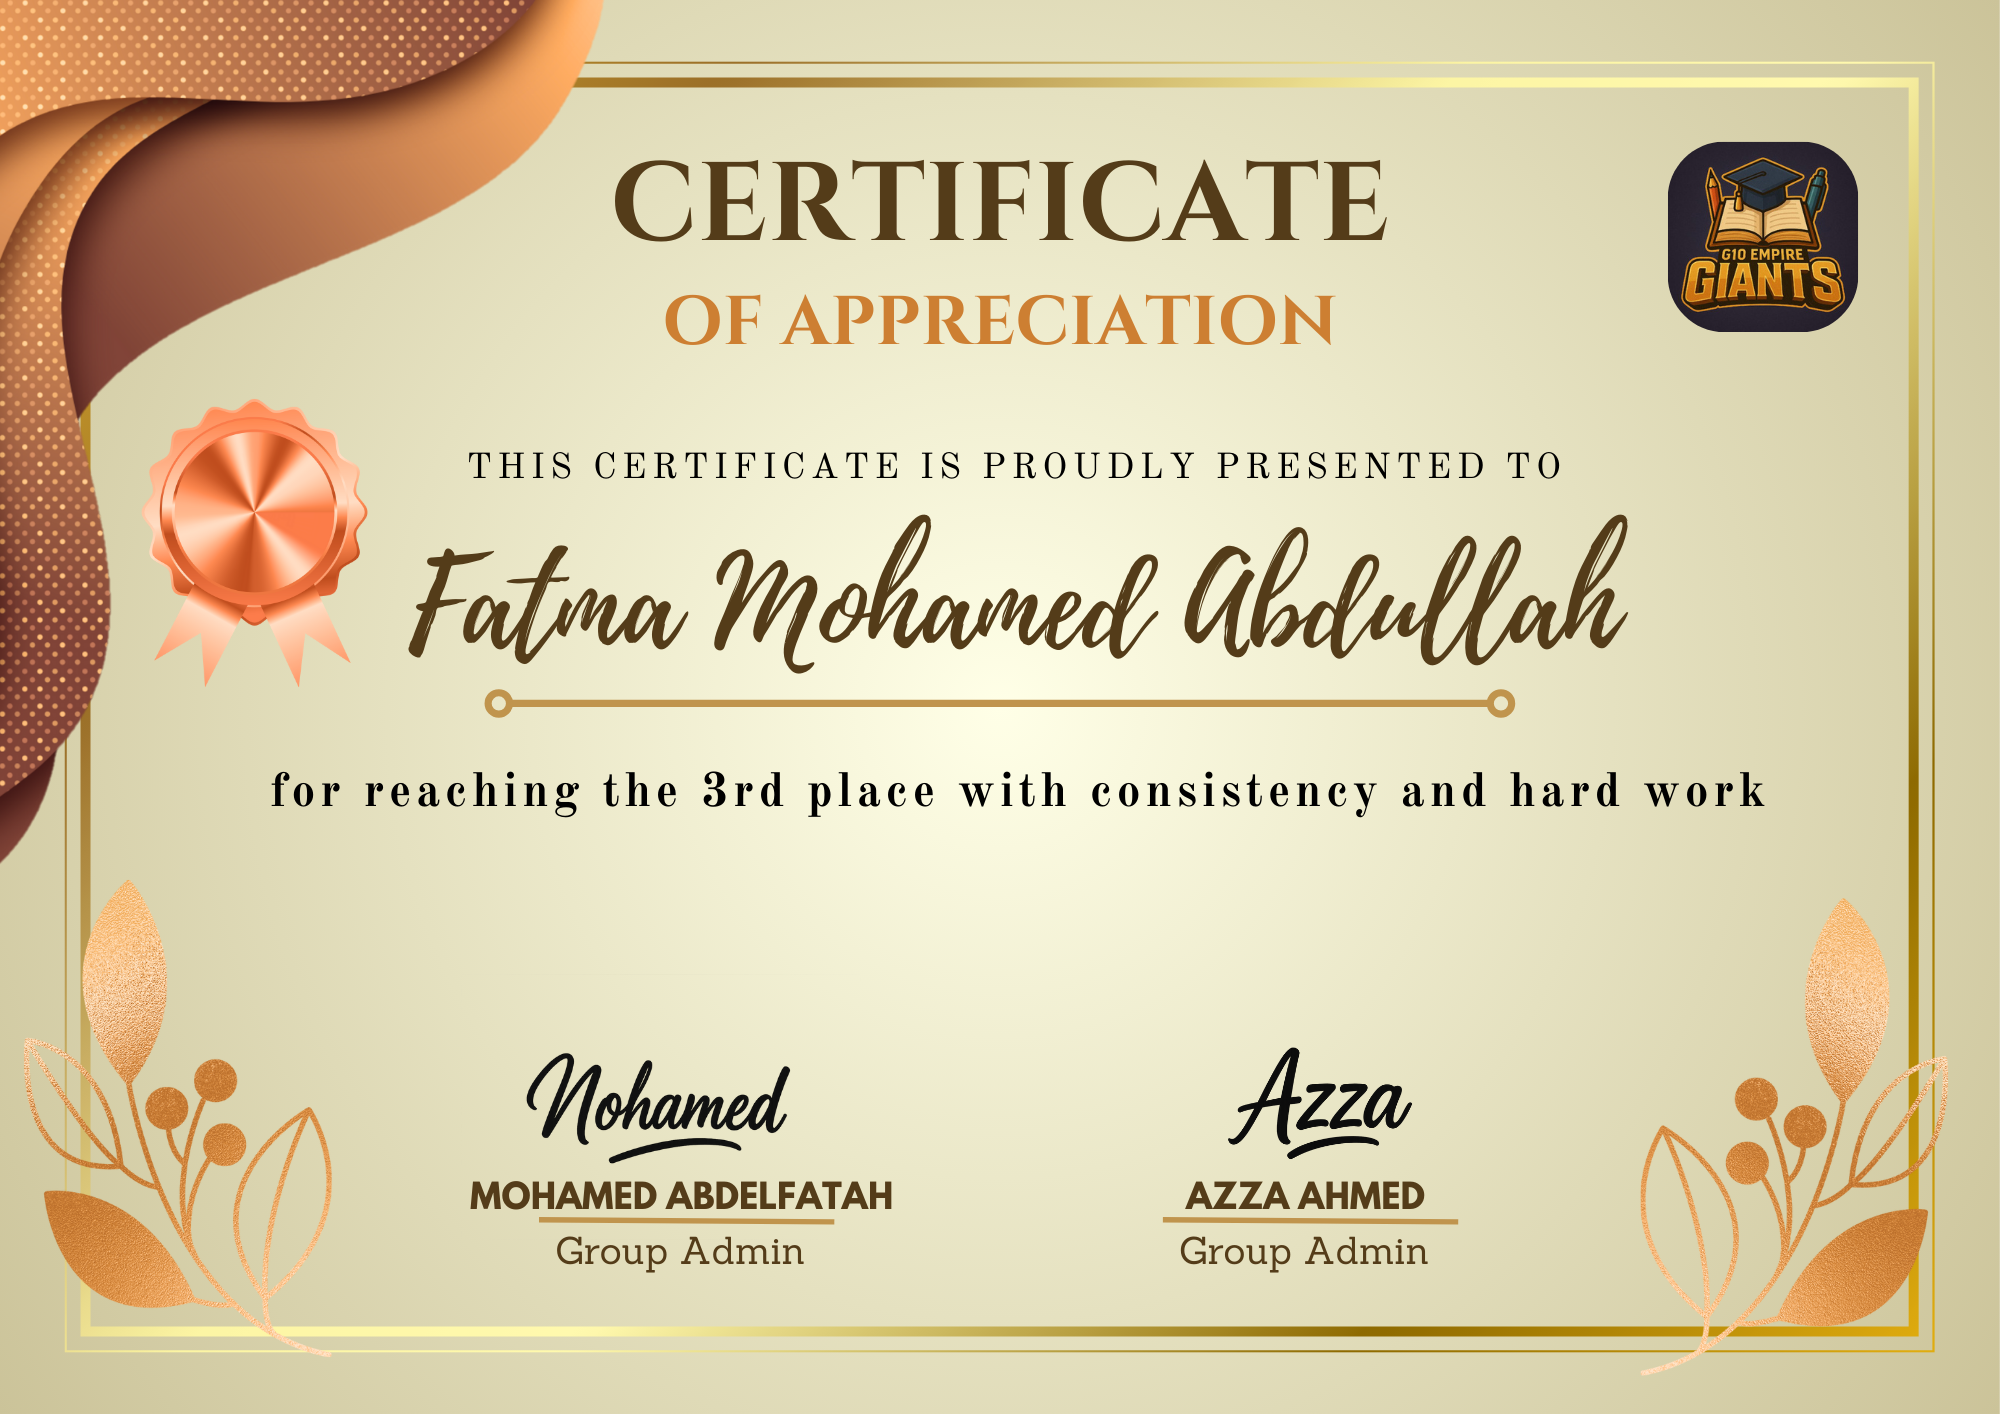 CERTIFICATE
OF APPRECIATION
G10 EMPIRE
GIANTS
THIS CERTIFICATE IS PROUDLY PRESENTED TO
Fatma Mohamed Abdullah
for reaching the 3rd place with consistency and hard work
Mohamed
Azza
MOHAMED ABDELFATAH
AZZA AHMED
Group Admin
Group Admin